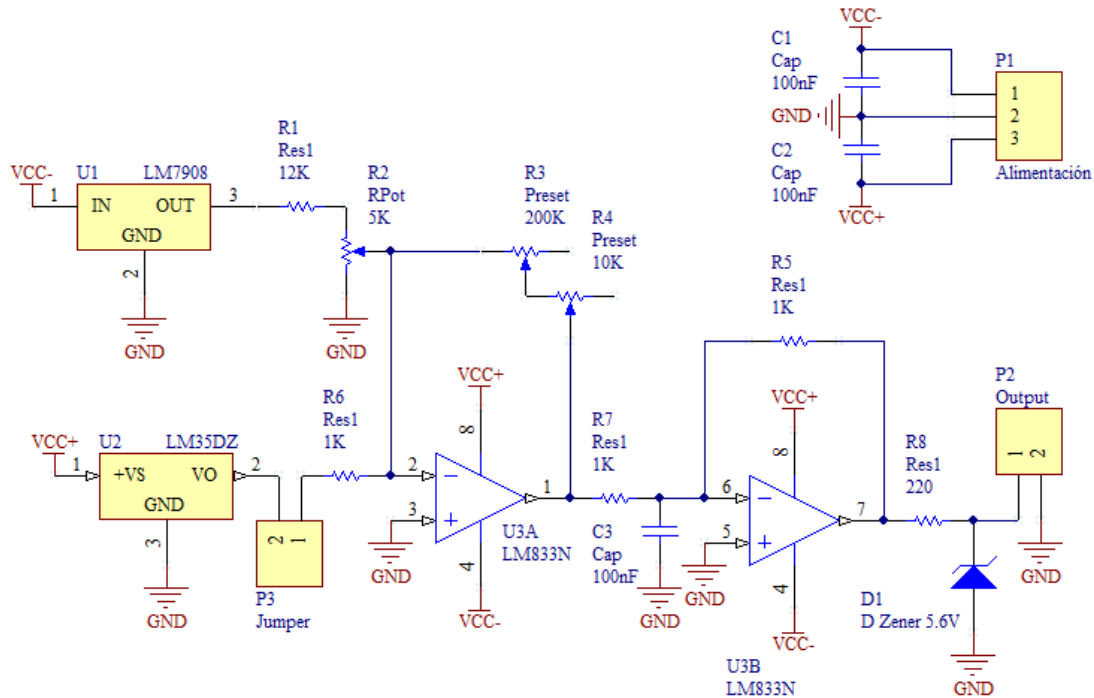 VCC-
C1
Cap
100nF
P1
1
GND
2
3
C2
Cap
100nF
Alimentación
VCC+
R1
Res1
12K
VCC-
U1
LM7908
1
IN
OUT
3
GND
2
GND
R2
RPot
5K
GND
R3
Preset
200K
R4
Preset
10K
R5
Res1
1K
VCC+
U2
LM35DZ
1
+VS
VO
2
GND
3
GND
2
1
P3
Jumper
R6
Res1
1K
VCC+
8
2
3
1
GND
4
U3A
LM833N
VCC-
R7
Res1
1K
C3
Cap
100nF
GND
VCC+
8
6
5
7
GND
4
VCC-
U3B
LM833N
R8
Res1
220
P2
Output
1
2
GND
D1
D Zener 5.6V
GND